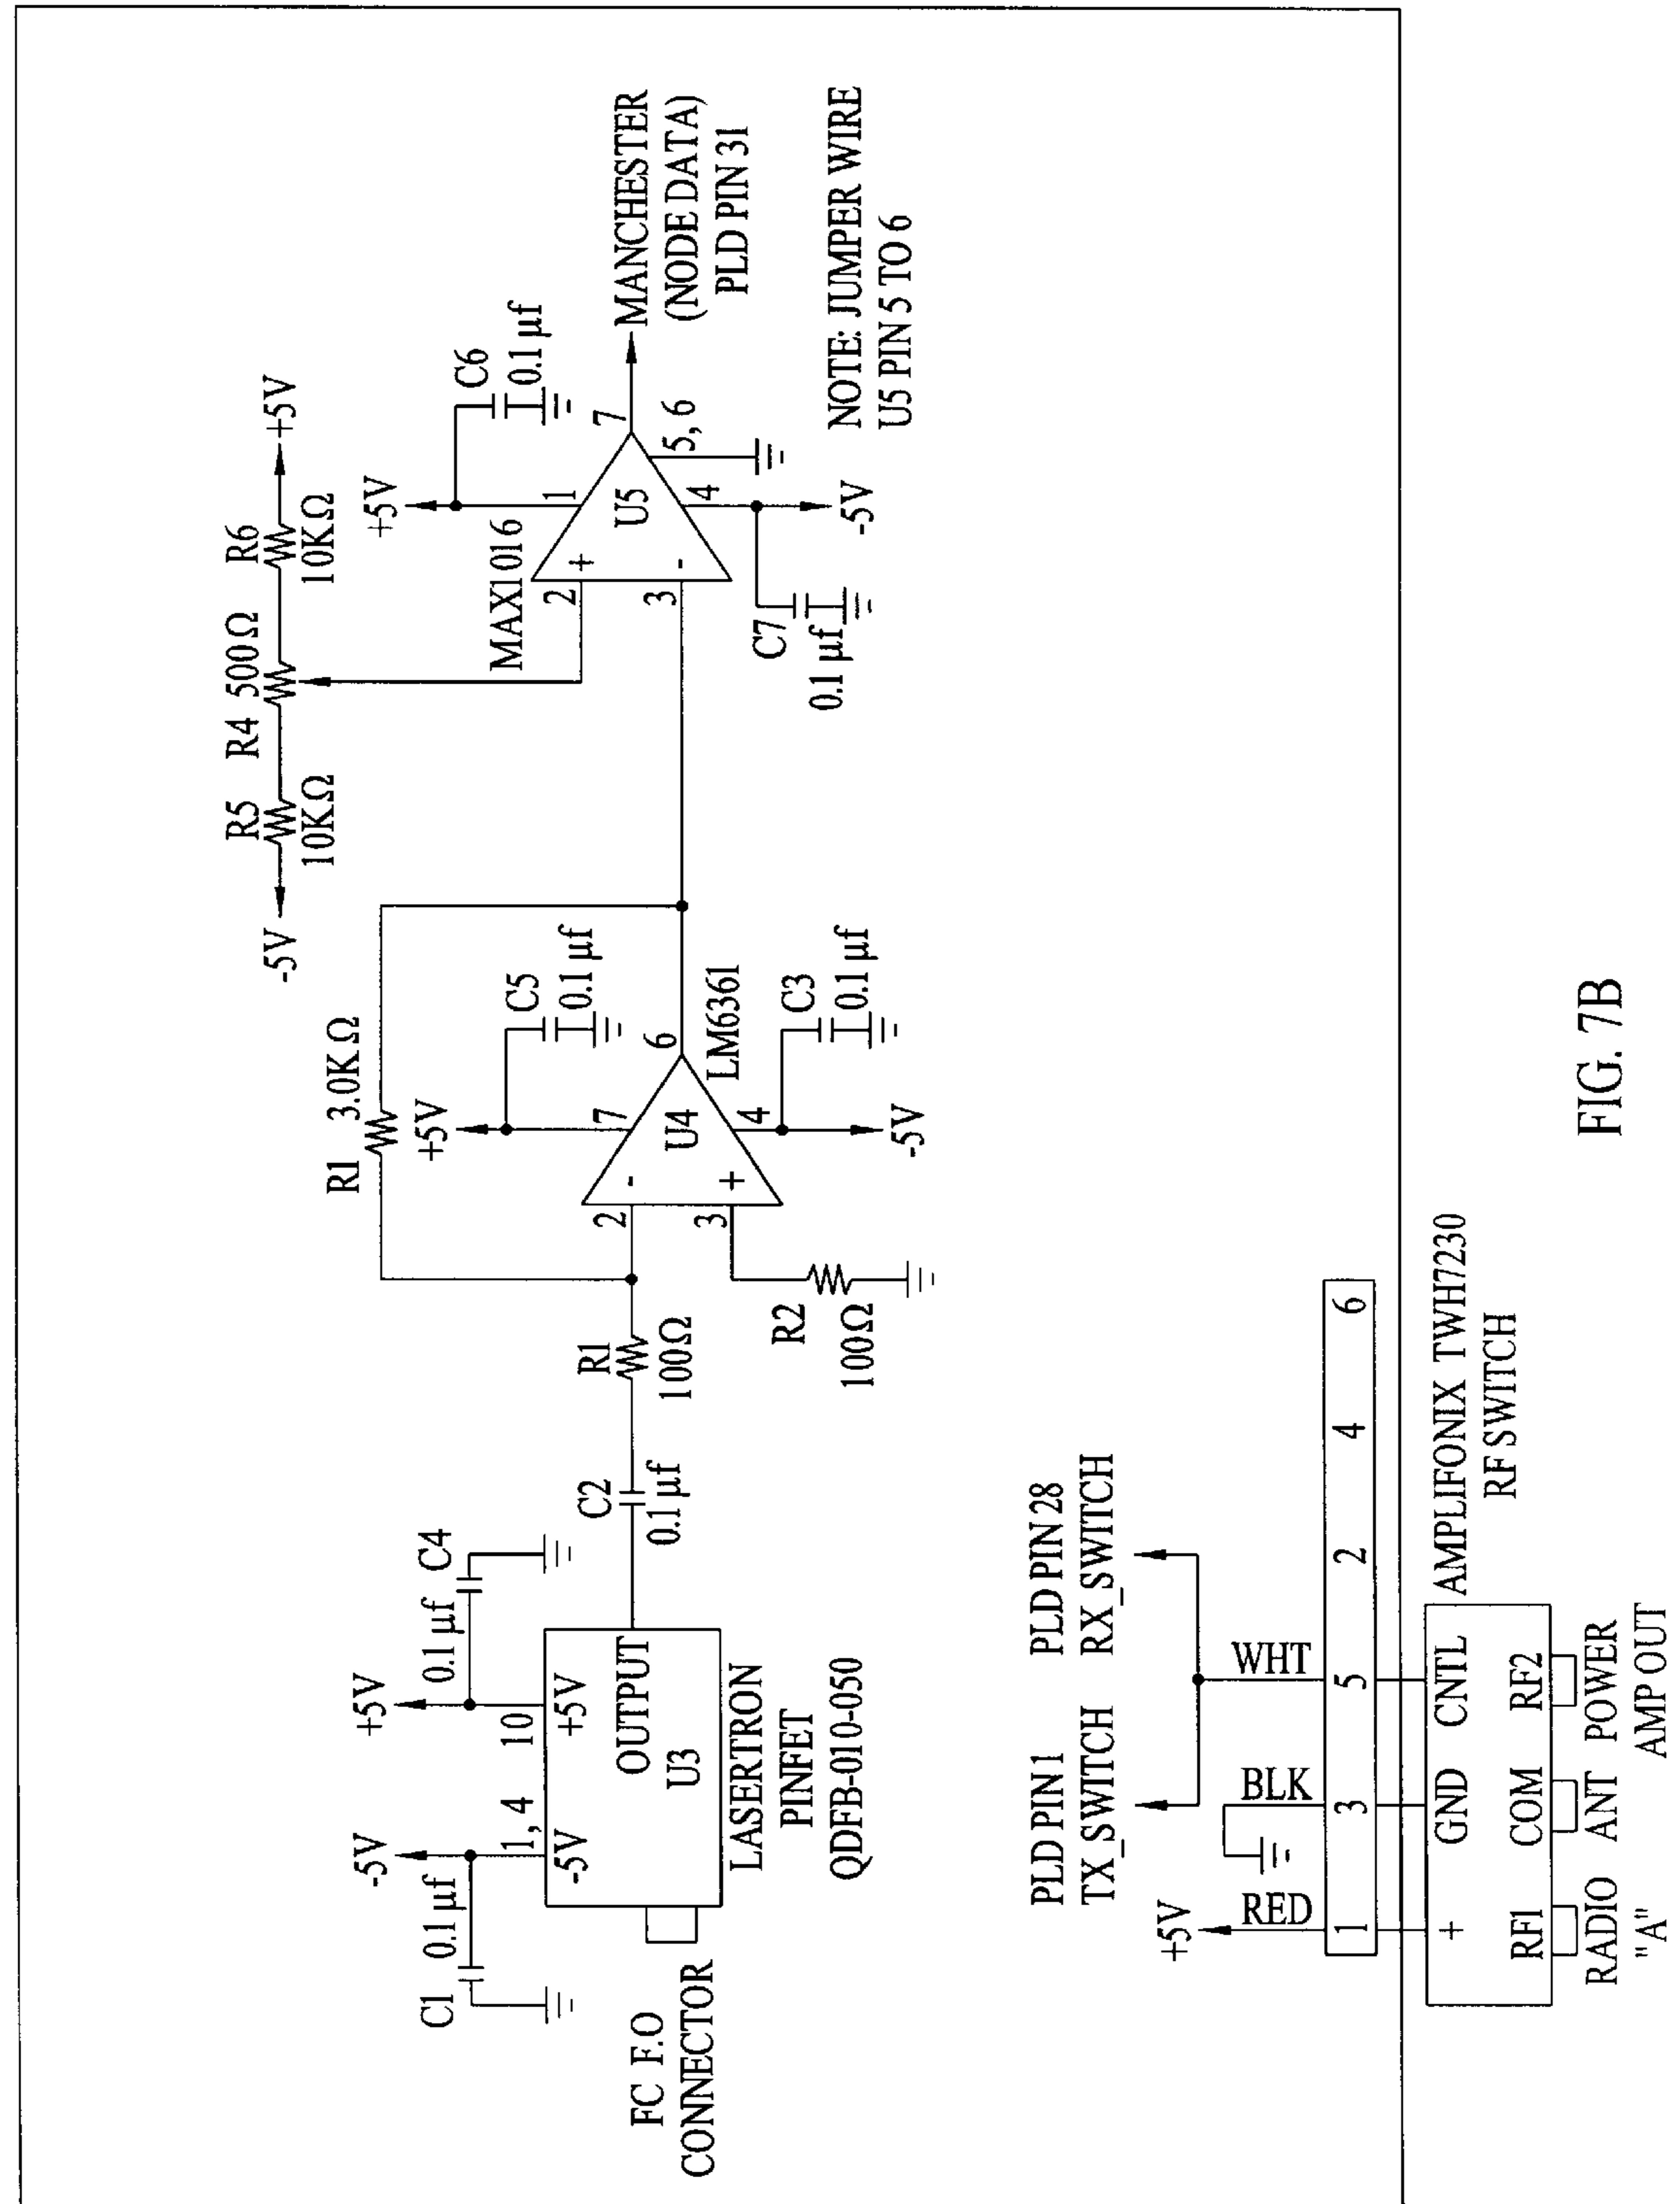 -5V
R5
10KΩ
R4 500Ω
R6
10KΩ
+5V
R1 3.0KΩ
-5V
C1
0.1 µf
1, 4
-5V
+5V
0.1 µf
C4
10
+5V
OUTPUT
U3
LASERTRON
PINFET
QDFB-010-050
FC F.O
CONNECTOR
C2
0.1 µf
R1
100Ω
R2
100Ω
2
3
-
+
U4
+5V
7
C5
0.1 µf
6
LM6361
4
C3
0.1 µf
-5V
MAX1016
2
3
+
-
U5
+5V
1
C6
0.1 µf
7
5, 6
4
C7
0.1 µf
-5V
MANCHESTER
(NODE DATA)
PLD PIN 31
NOTE: JUMPER WIRE
U5 PIN 5 TO 6
PLD PIN 1
TX_SWITCH
PLD PIN 28
RX_SWITCH
+5V
RED
BLK
WHT
1 3 5 2 4 6
+ GND CNTL
RF1 COM RF2
RADIO
"A"
ANT
POWER
AMP OUT
AMPLIFONIX TWH7230
RF SWITCH
FIG. 7B